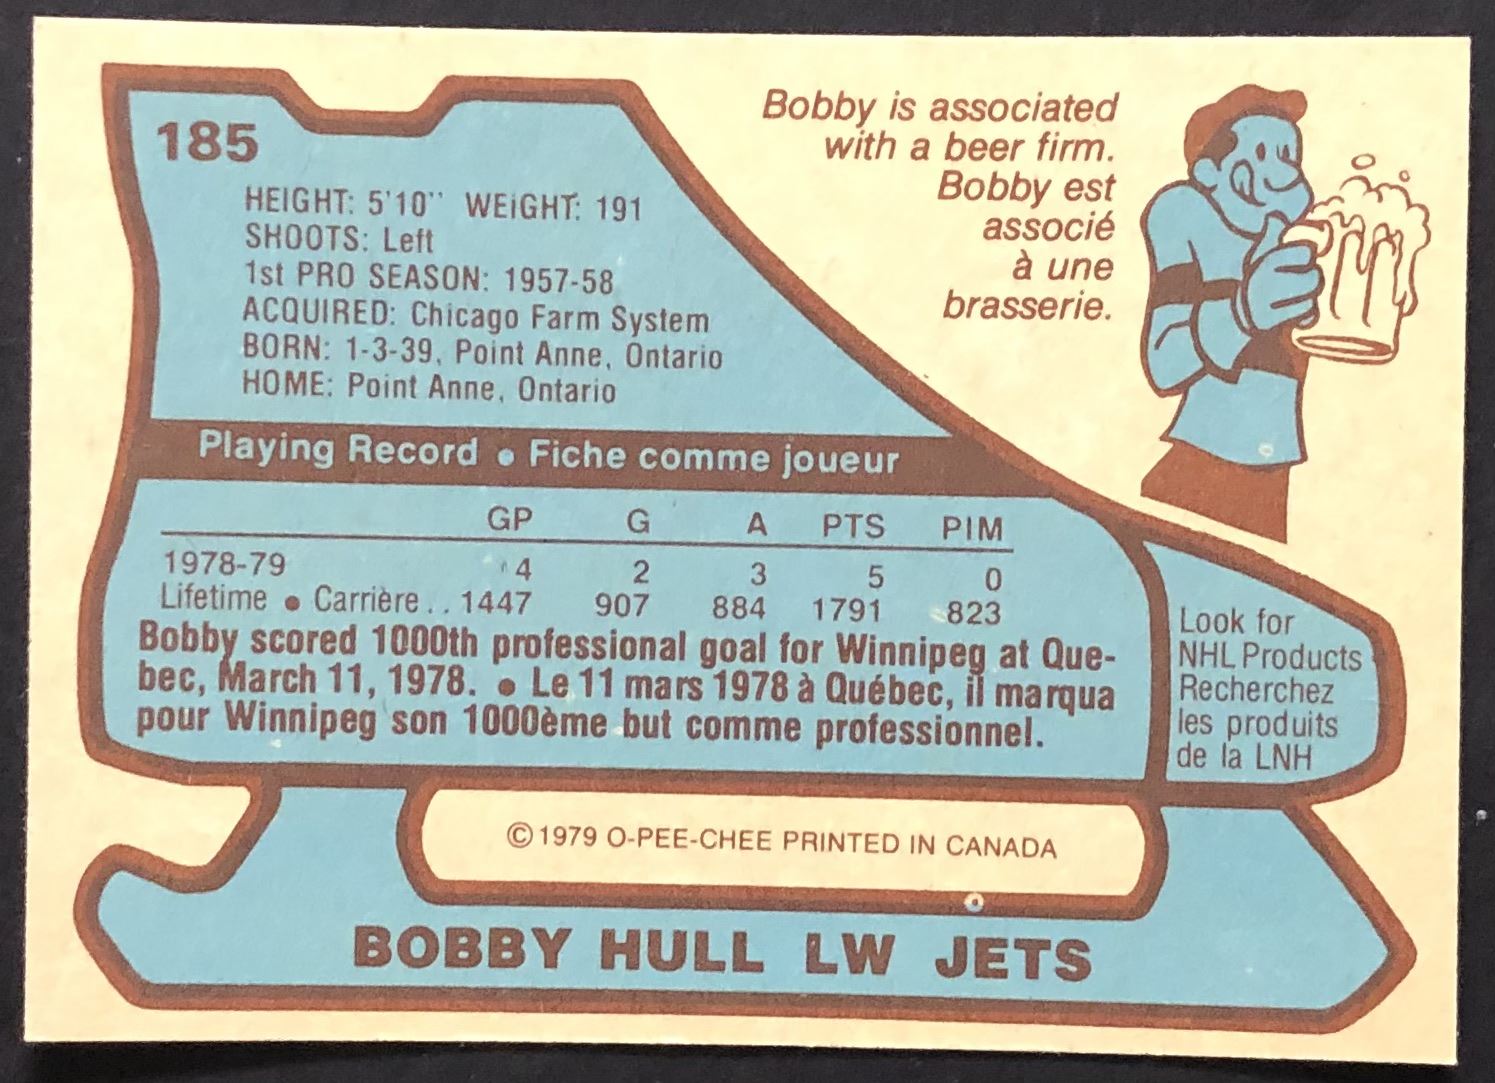 185
HEIGHT: 5'10'' WEIGHT: 191
SHOOTS: Left
1st PRO SEASON: 1957-58
ACQUIRED: Chicago Farm System
BORN: 1-3-39, Point Anne, Ontario
HOME: Point Anne, Ontario
Bobby is associated
with a beer firm.
Bobby est
associé
à une
brasserie.
Playing Record • Fiche comme joueur
GP G A PTS PIM
1978-79 4 2 3 5 0
Lifetime • Carrière .. 1447 907 884 1791 823
Bobby scored 1000th professional goal for Winnipeg at Que-
bec, March 11, 1978. • Le 11 mars 1978 à Québec, il marqua
pour Winnipeg son 1000ème but comme professionnel.
Look for
NHL Products
Recherchez
les produits
de la LNH
© 1979 O-PEE-CHEE PRINTED IN CANADA
BOBBY HULL LW JETS